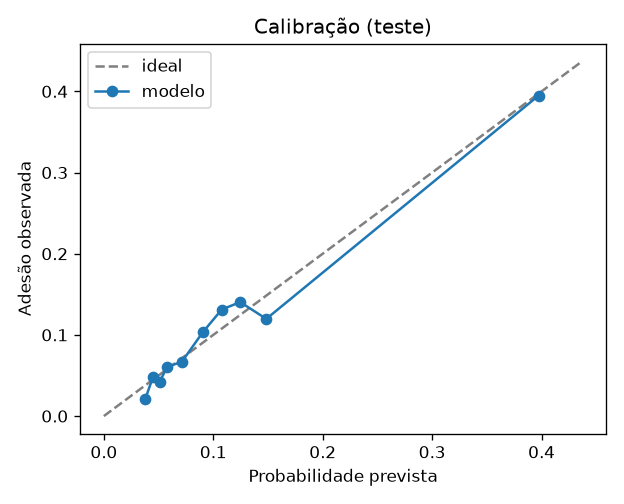 Calibração (teste)
ideal
modelo
Adesão observada
0.4
0.3
0.2
0.1
0.0
0.0 0.1 0.2 0.3 0.4
Probabilidade prevista